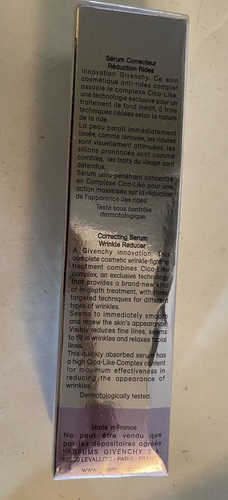 Sérum Correcteur
Réduction Rides
Innovation Givenchy. Ce soin
cosmétique anti-rides complet
associe le complexe Cica-Like,
une technologie exclusive pour un
traitement de fond inédit, à trois
techniques ciblées selon la nature
de la ride.
La peau paraît immédiatement
lissée, comme rénovée, les ridules
sont visuellement atténuées, les
sillons prononcés sont comme
comblés, les traits du visage sont
détendus.
Sérum ultra-pénétrant concentré
en Complexe Cica-Like pour une
action maximisée sur la réduction
de l'apparence des rides.
Testé sous contrôle
dermatologique.
Correcting Serum
Wrinkle Reducer
A Givenchy innovation. This
complete cosmetic wrinkle-fighting
treatment combines Cica-Like
complex, an exclusive technology
that provides a brand-new kind
of in-depth treatment, with three
targeted techniques for different
types of wrinkles.
Seems to immediately smooth
and renew the skin's appearance.
Visibly reduces fine lines, seems
to fill in wrinkles and relaxes facial
lines.
This quickly absorbed serum has
a high Cica-Like Complex content
for maximum effectiveness in
reducing the appearance of
wrinkles.
Dermatologically tested.
Made in France
Ne peut être vendu que
par les dépositaires agréés
PARFUMS GIVENCHY S.A.
LEVALLOIS - PARIS - FRANCE